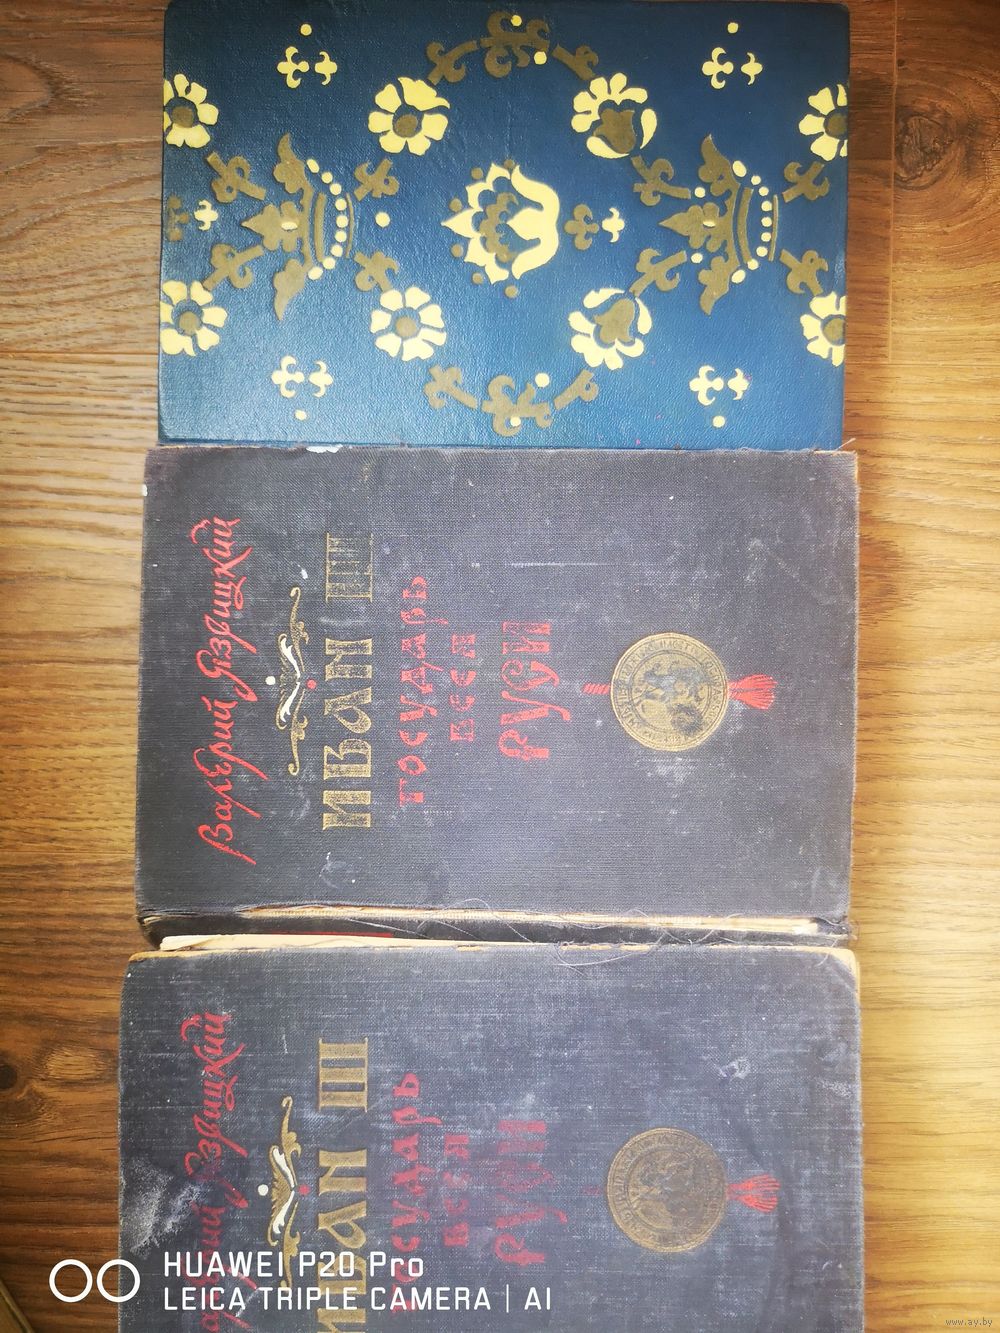 Валерий Язвицкий
ИВАН III
ГОСУДАРЬ
ВСЕЯ
РУСИ
Язвицкий
ИВАН III
ГОСУДАРЬ
ВСЕЯ
РУСИ
HUAWEI P20 Pro
LEICA TRIPLE CAMERA | AI
www.ay.by